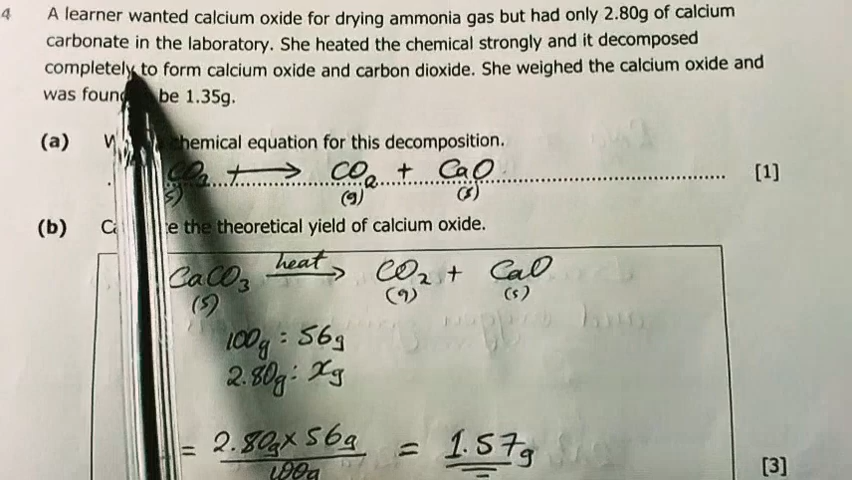 4 A learner wanted calcium oxide for drying ammonia gas but had only 2.80g of calcium
carbonate in the laboratory. She heated the chemical strongly and it decomposed
completely to form calcium oxide and carbon dioxide. She weighed the calcium oxide and
was be 1.35g.
(a) chemical equation for this decomposition.
→ CO₂ + CaO [1]
(g) (s)
(b) the theoretical yield of calcium oxide.
CaCO₃ heat → CO₂ + CaO
(s) (g) (s)
100g : 56g
2.80g : xg
= 2.80g x 56g / 100g = 1.57g
[3]